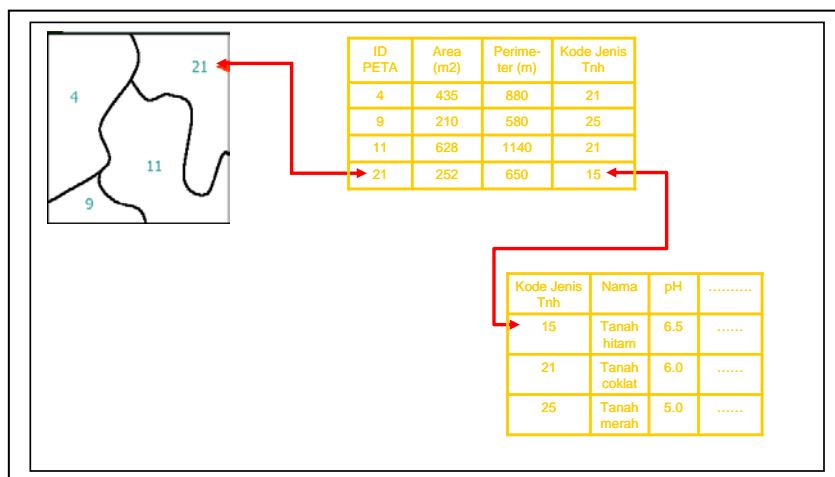 21
4
11
9
ID PETA Area (m2) Perime-ter (m) Kode Jenis Tnh
4 435 880 21
9 210 580 25
11 628 1140 21
21 252 650 15
Kode Jenis Tnh Nama pH ..........
15 Tanah hitam 6.5 ......
21 Tanah coklat 6.0 ......
25 Tanah merah 5.0 ......